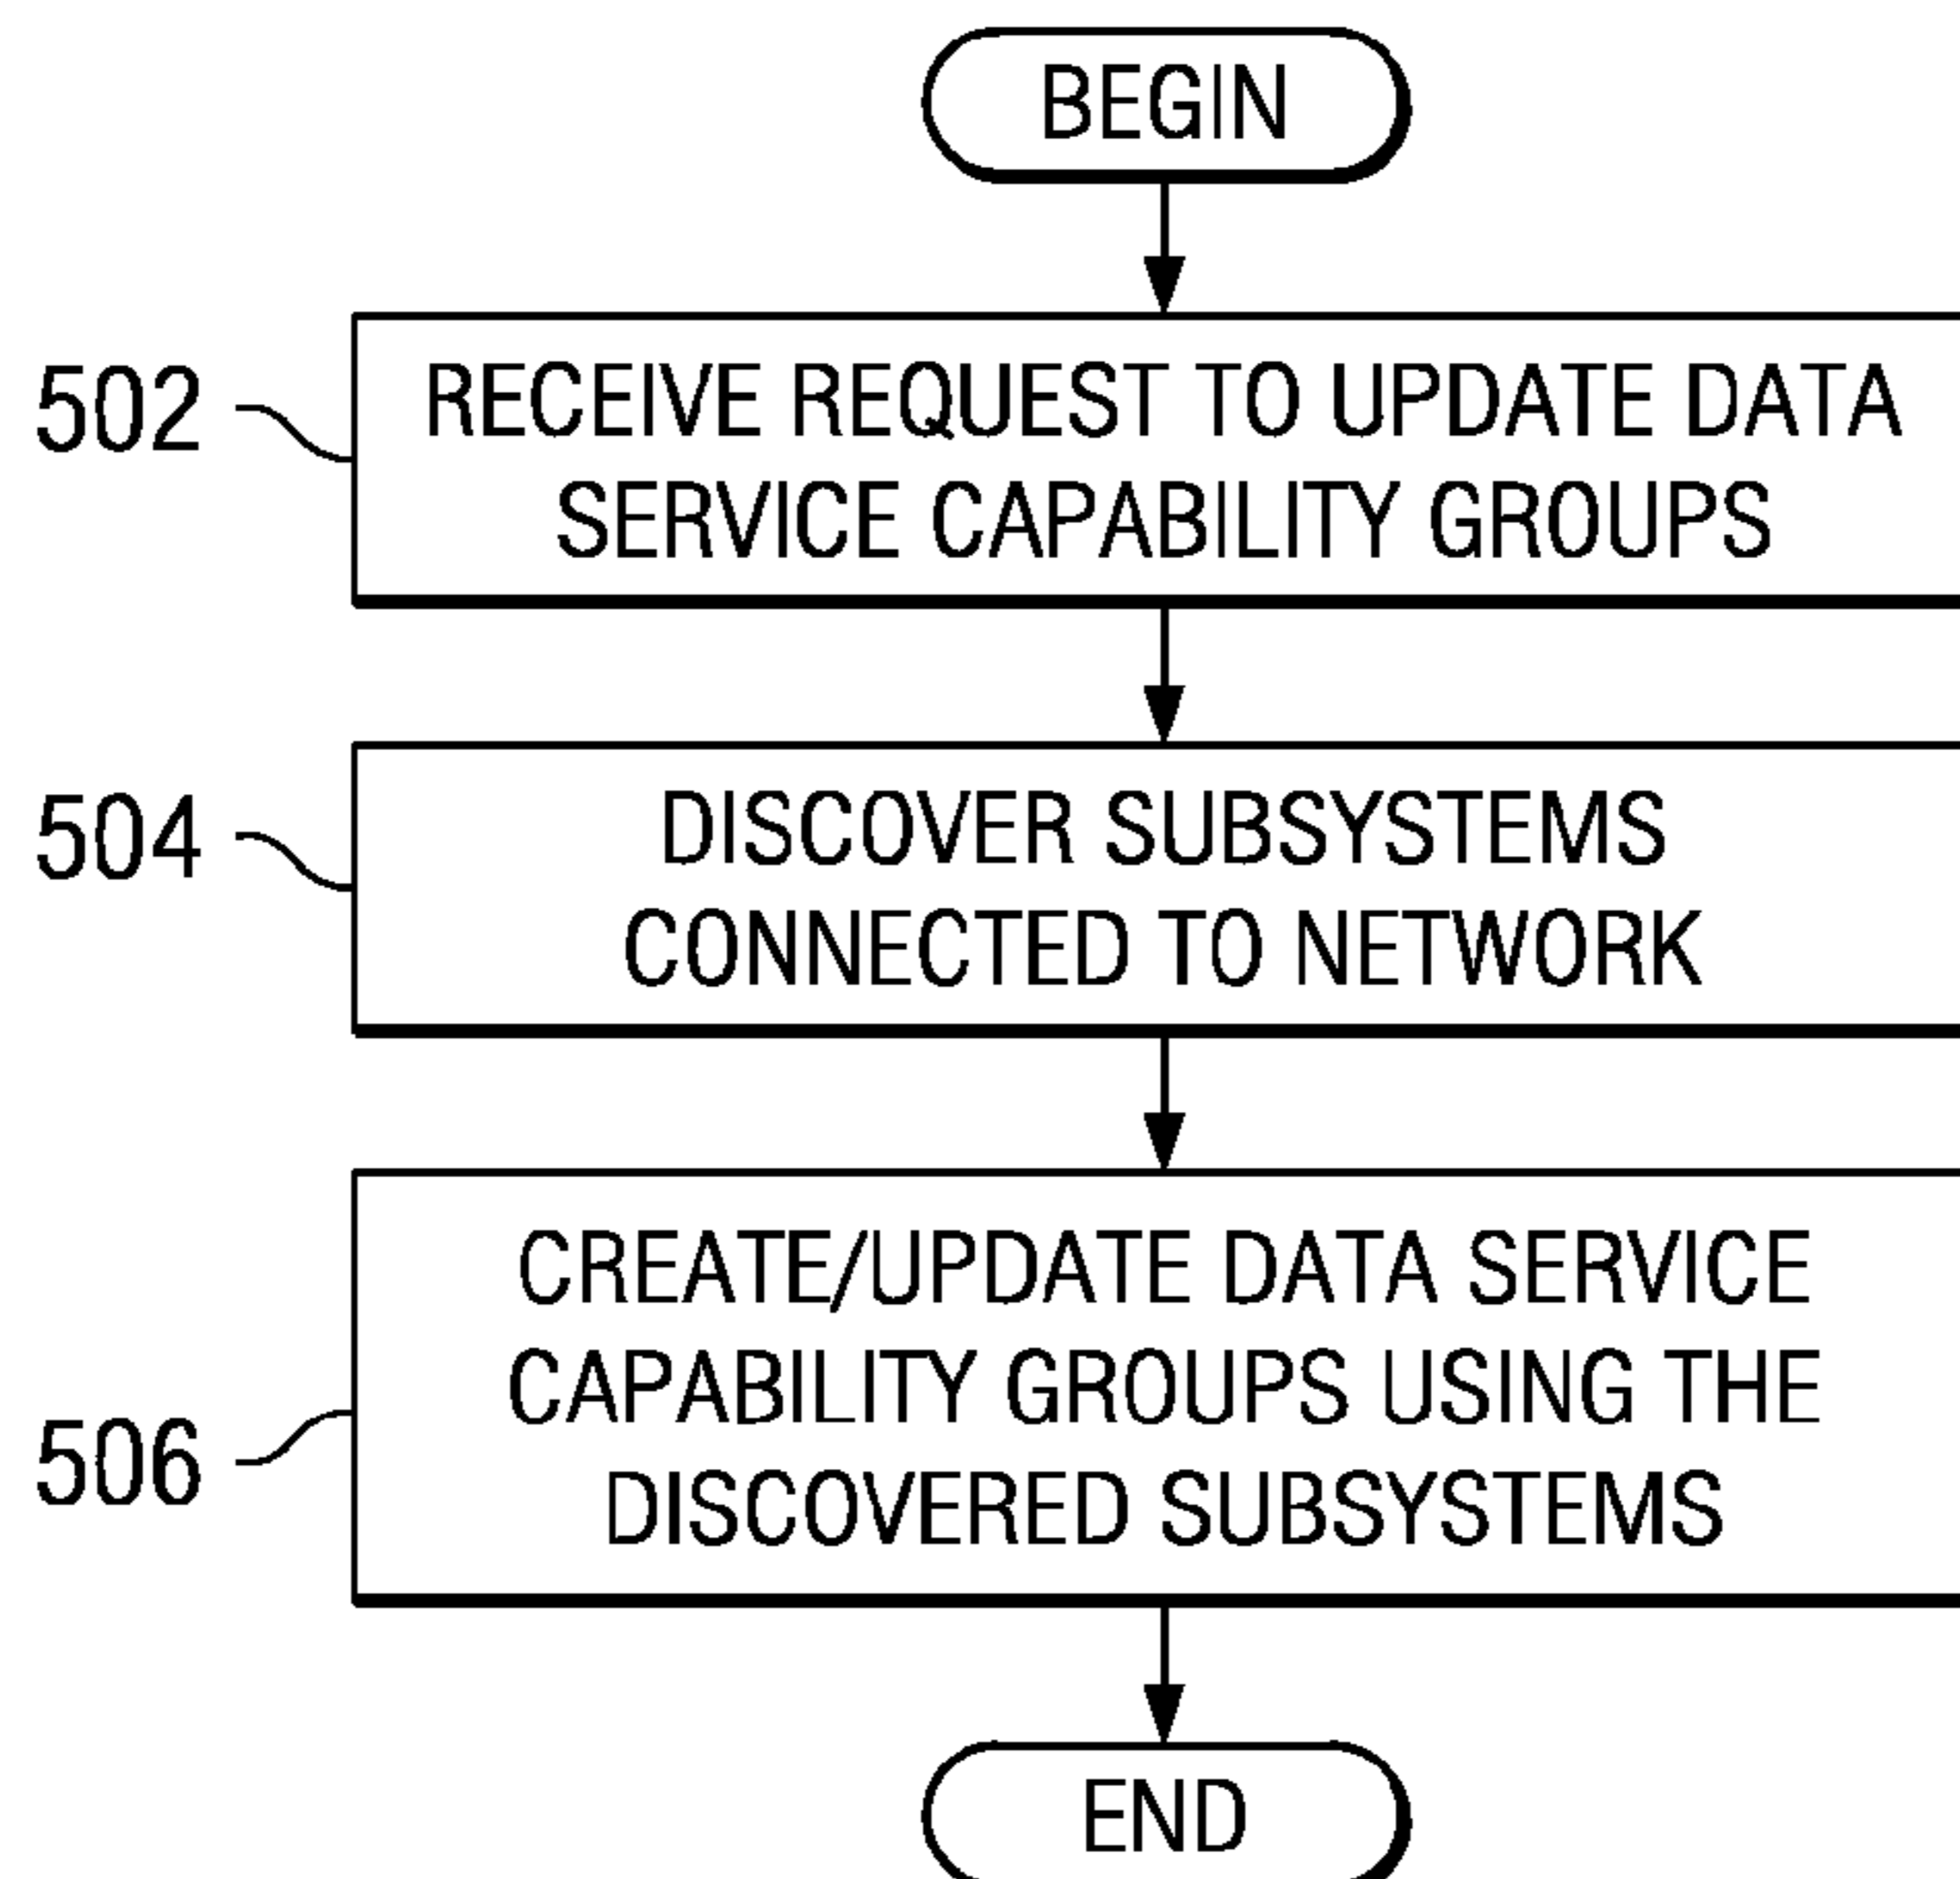 BEGIN
502
RECEIVE REQUEST TO UPDATE DATA
SERVICE CAPABILITY GROUPS
504
DISCOVER SUBSYSTEMS
CONNECTED TO NETWORK
506
CREATE/UPDATE DATA SERVICE
CAPABILITY GROUPS USING THE
DISCOVERED SUBSYSTEMS
END